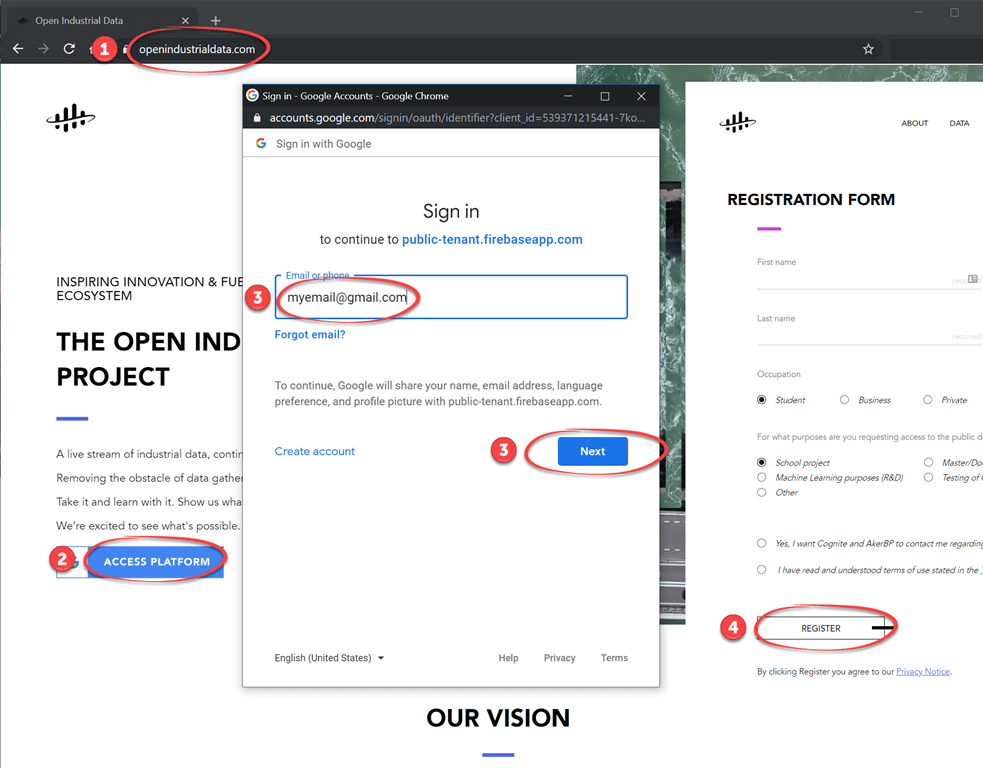 Open Industrial Data
1
openindustrialdata.com
Sign in - Google Accounts - Google Chrome
accounts.google.com/signin/oauth/identifier?client_id=539371215441-7ko...
Sign in with Google
Sign in
to continue to public-tenant.firebaseapp.com
Email or phone
3
myemail@gmail.com
Forgot email?
To continue, Google will share your name, email address, language
preference, and profile picture with public-tenant.firebaseapp.com.
Create account
3
Next
English (United States)
Help
Privacy
Terms
INSPIRING INNOVATION & FUE
ECOSYSTEM
THE OPEN IND
PROJECT
A live stream of industrial data, contin
Removing the obstacle of data gather
Take it and learn with it. Show us wha
We're excited to see what's possible.
2
ACCESS PLATFORM
ABOUT
DATA
REGISTRATION FORM
First name
Last name
(required)
Occupation
Student
Business
Private
For what purposes are you requesting access to the public d
School project
Master/Do
Machine Learning purposes (R&D)
Testing of
Other
Yes, I want Cognite and AkerBP to contact me regarding
I have read and understood terms of use stated in the
4
REGISTER
By clicking Register you agree to our Privacy Notice.
OUR VISION